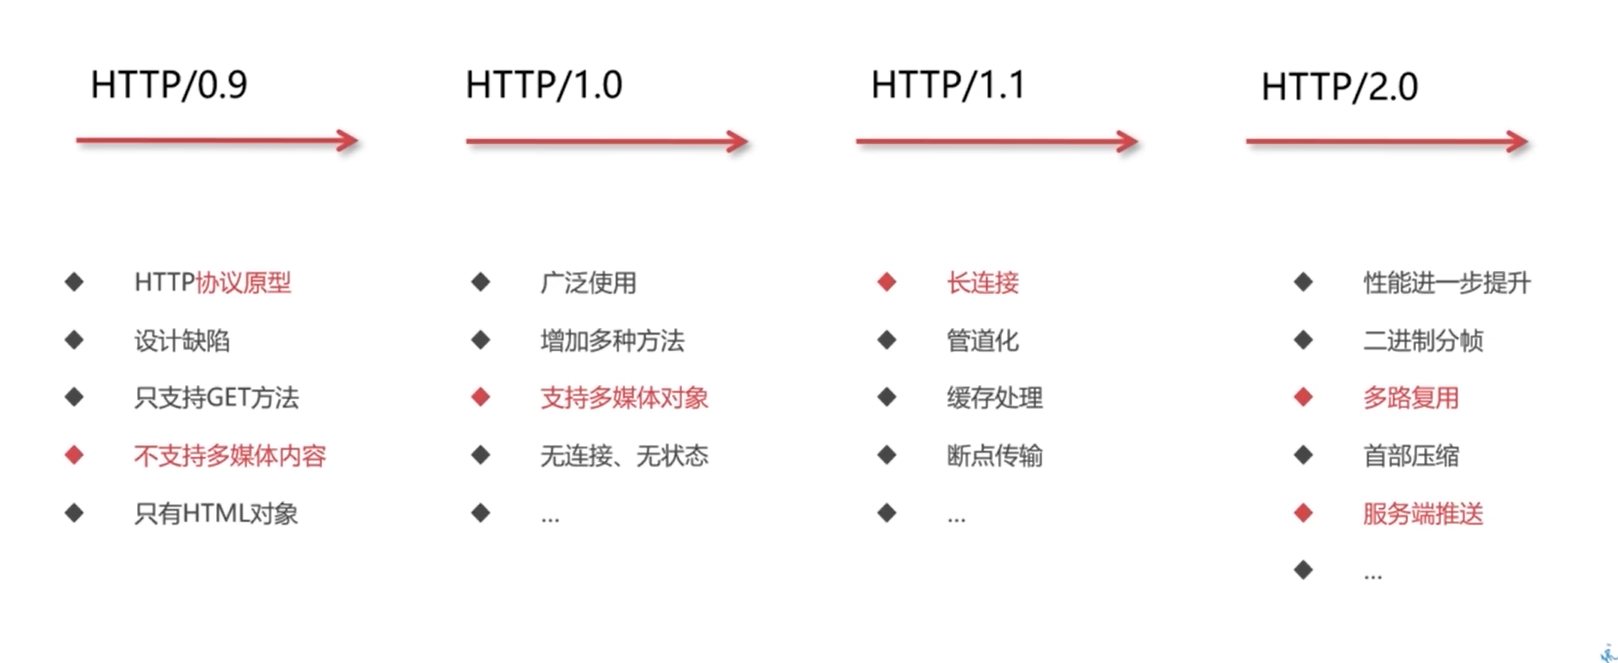 HTTP/0.9
HTTP协议原型
设计缺陷
只支持GET方法
不支持多媒体内容
只有HTML对象
HTTP/1.0
广泛使用
增加多种方法
支持多媒体对象
无连接、无状态
...
HTTP/1.1
长连接
管道化
缓存处理
断点传输
...
HTTP/2.0
性能进一步提升
二进制分帧
多路复用
首部压缩
服务端推送
...